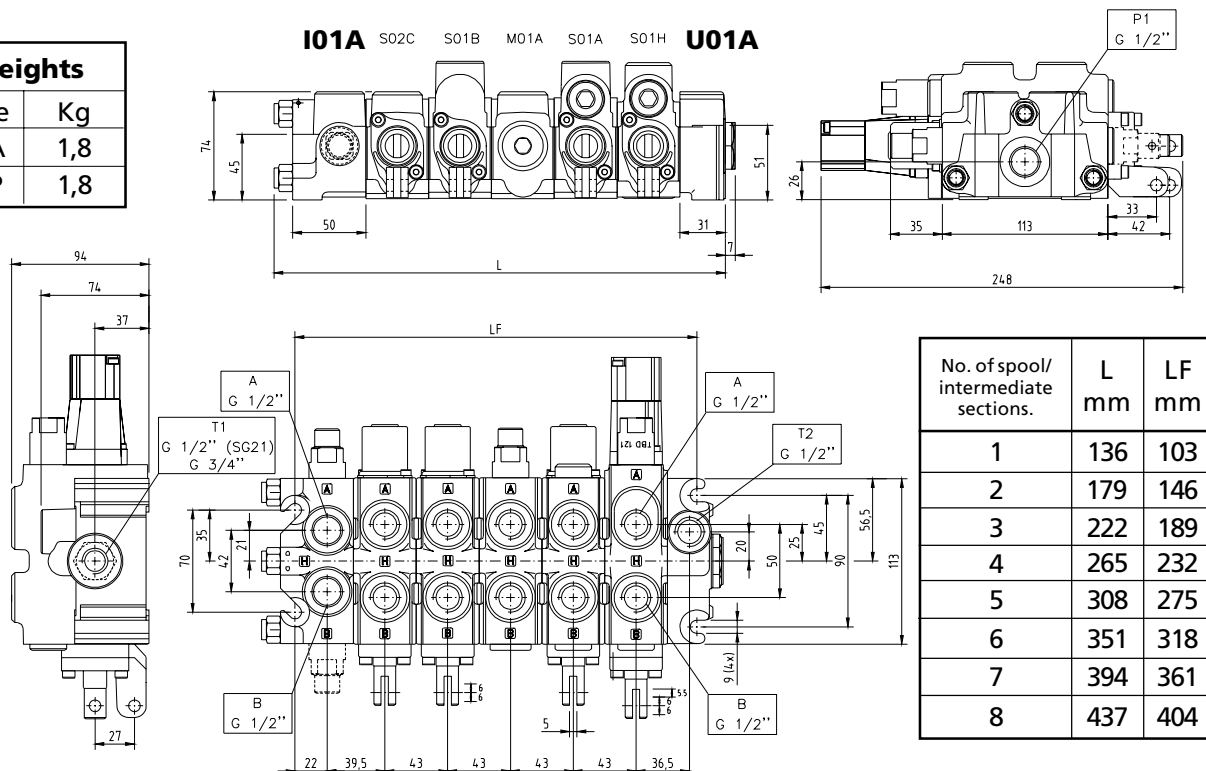 eights
e Kg
A 1,8
P 1,8
I01A S02C S01B M01A S01A S01H U01A
74
45
50
31
7
51
L
P1
G 1/2''
26
35
113
33
42
248
94
74
37
27
LF
A
G 1/2''
T1
G 1/2'' (SG21)
G 3/4''
A
G 1/2''
T2
G 1/2''
TBD 121
A A A A A A
H H H H H H H
B B B B B B
70
35
42
21
20
25
50
45
90
56,5
113
9 (4x)
B
G 1/2''
6
6
5
5,5
6
6
B
G 1/2''
22 39,5 43 43 43 43 36,5
No. of spool/
intermediate
sections.
L
mm
LF
mm
1 136 103
2 179 146
3 222 189
4 265 232
5 308 275
6 351 318
7 394 361
8 437 404